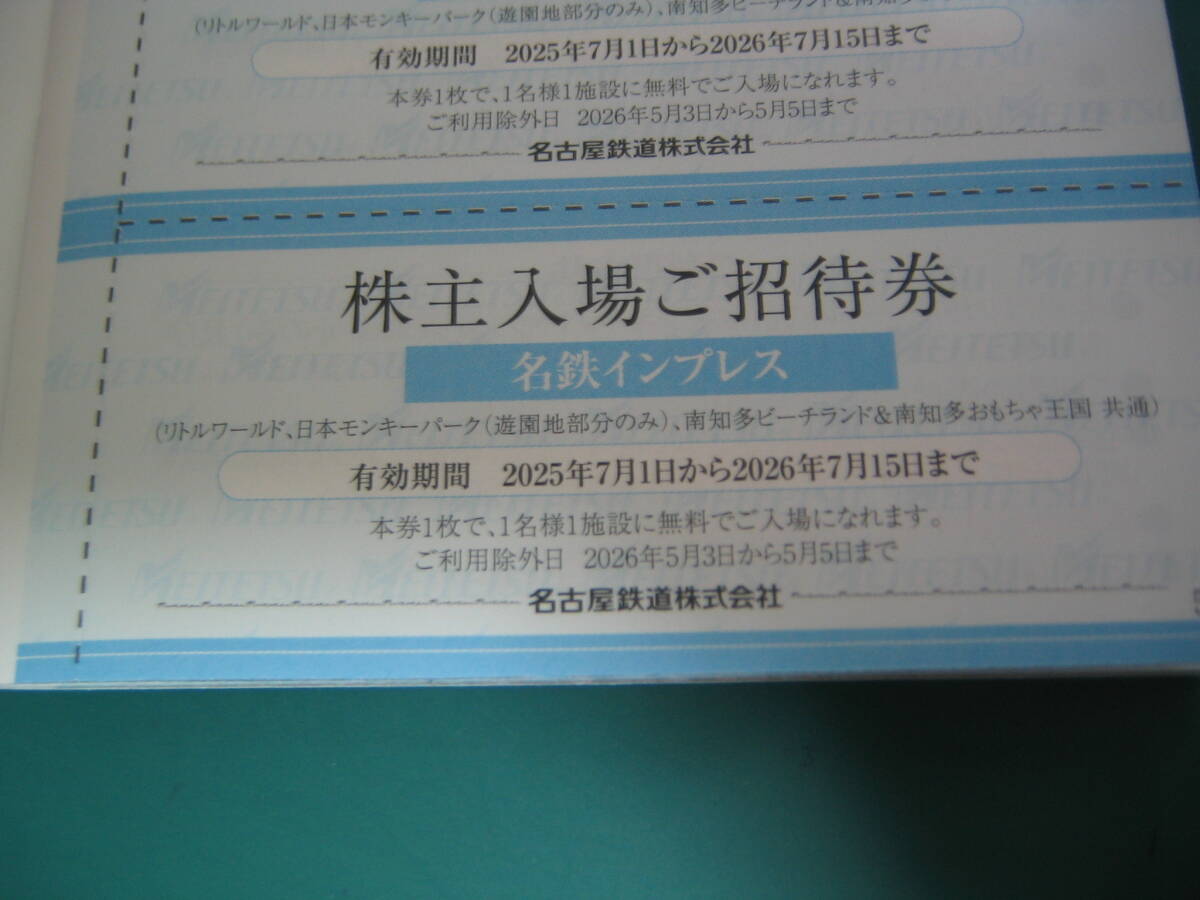 (リトルワールド、日本モンキーパーク(遊園地部分のみ)、南知多ビーチランド&南知多お
有効期間 2025年7月1日から2026年7月15日まで
本券1枚で、1名様1施設に無料でご入場になれます。
ご利用除外日 2026年5月3日から5月5日まで
名古屋鉄道株式会社
株主入場ご招待券
名鉄インプレス
(リトルワールド、日本モンキーパーク(遊園地部分のみ)、南知多ビーチランド&南知多おもちゃ王国 共通)
有効期間 2025年7月1日から2026年7月15日まで
本券1枚で、1名様1施設に無料でご入場になれます。
ご利用除外日 2026年5月3日から5月5日まで
名古屋鉄道株式会社